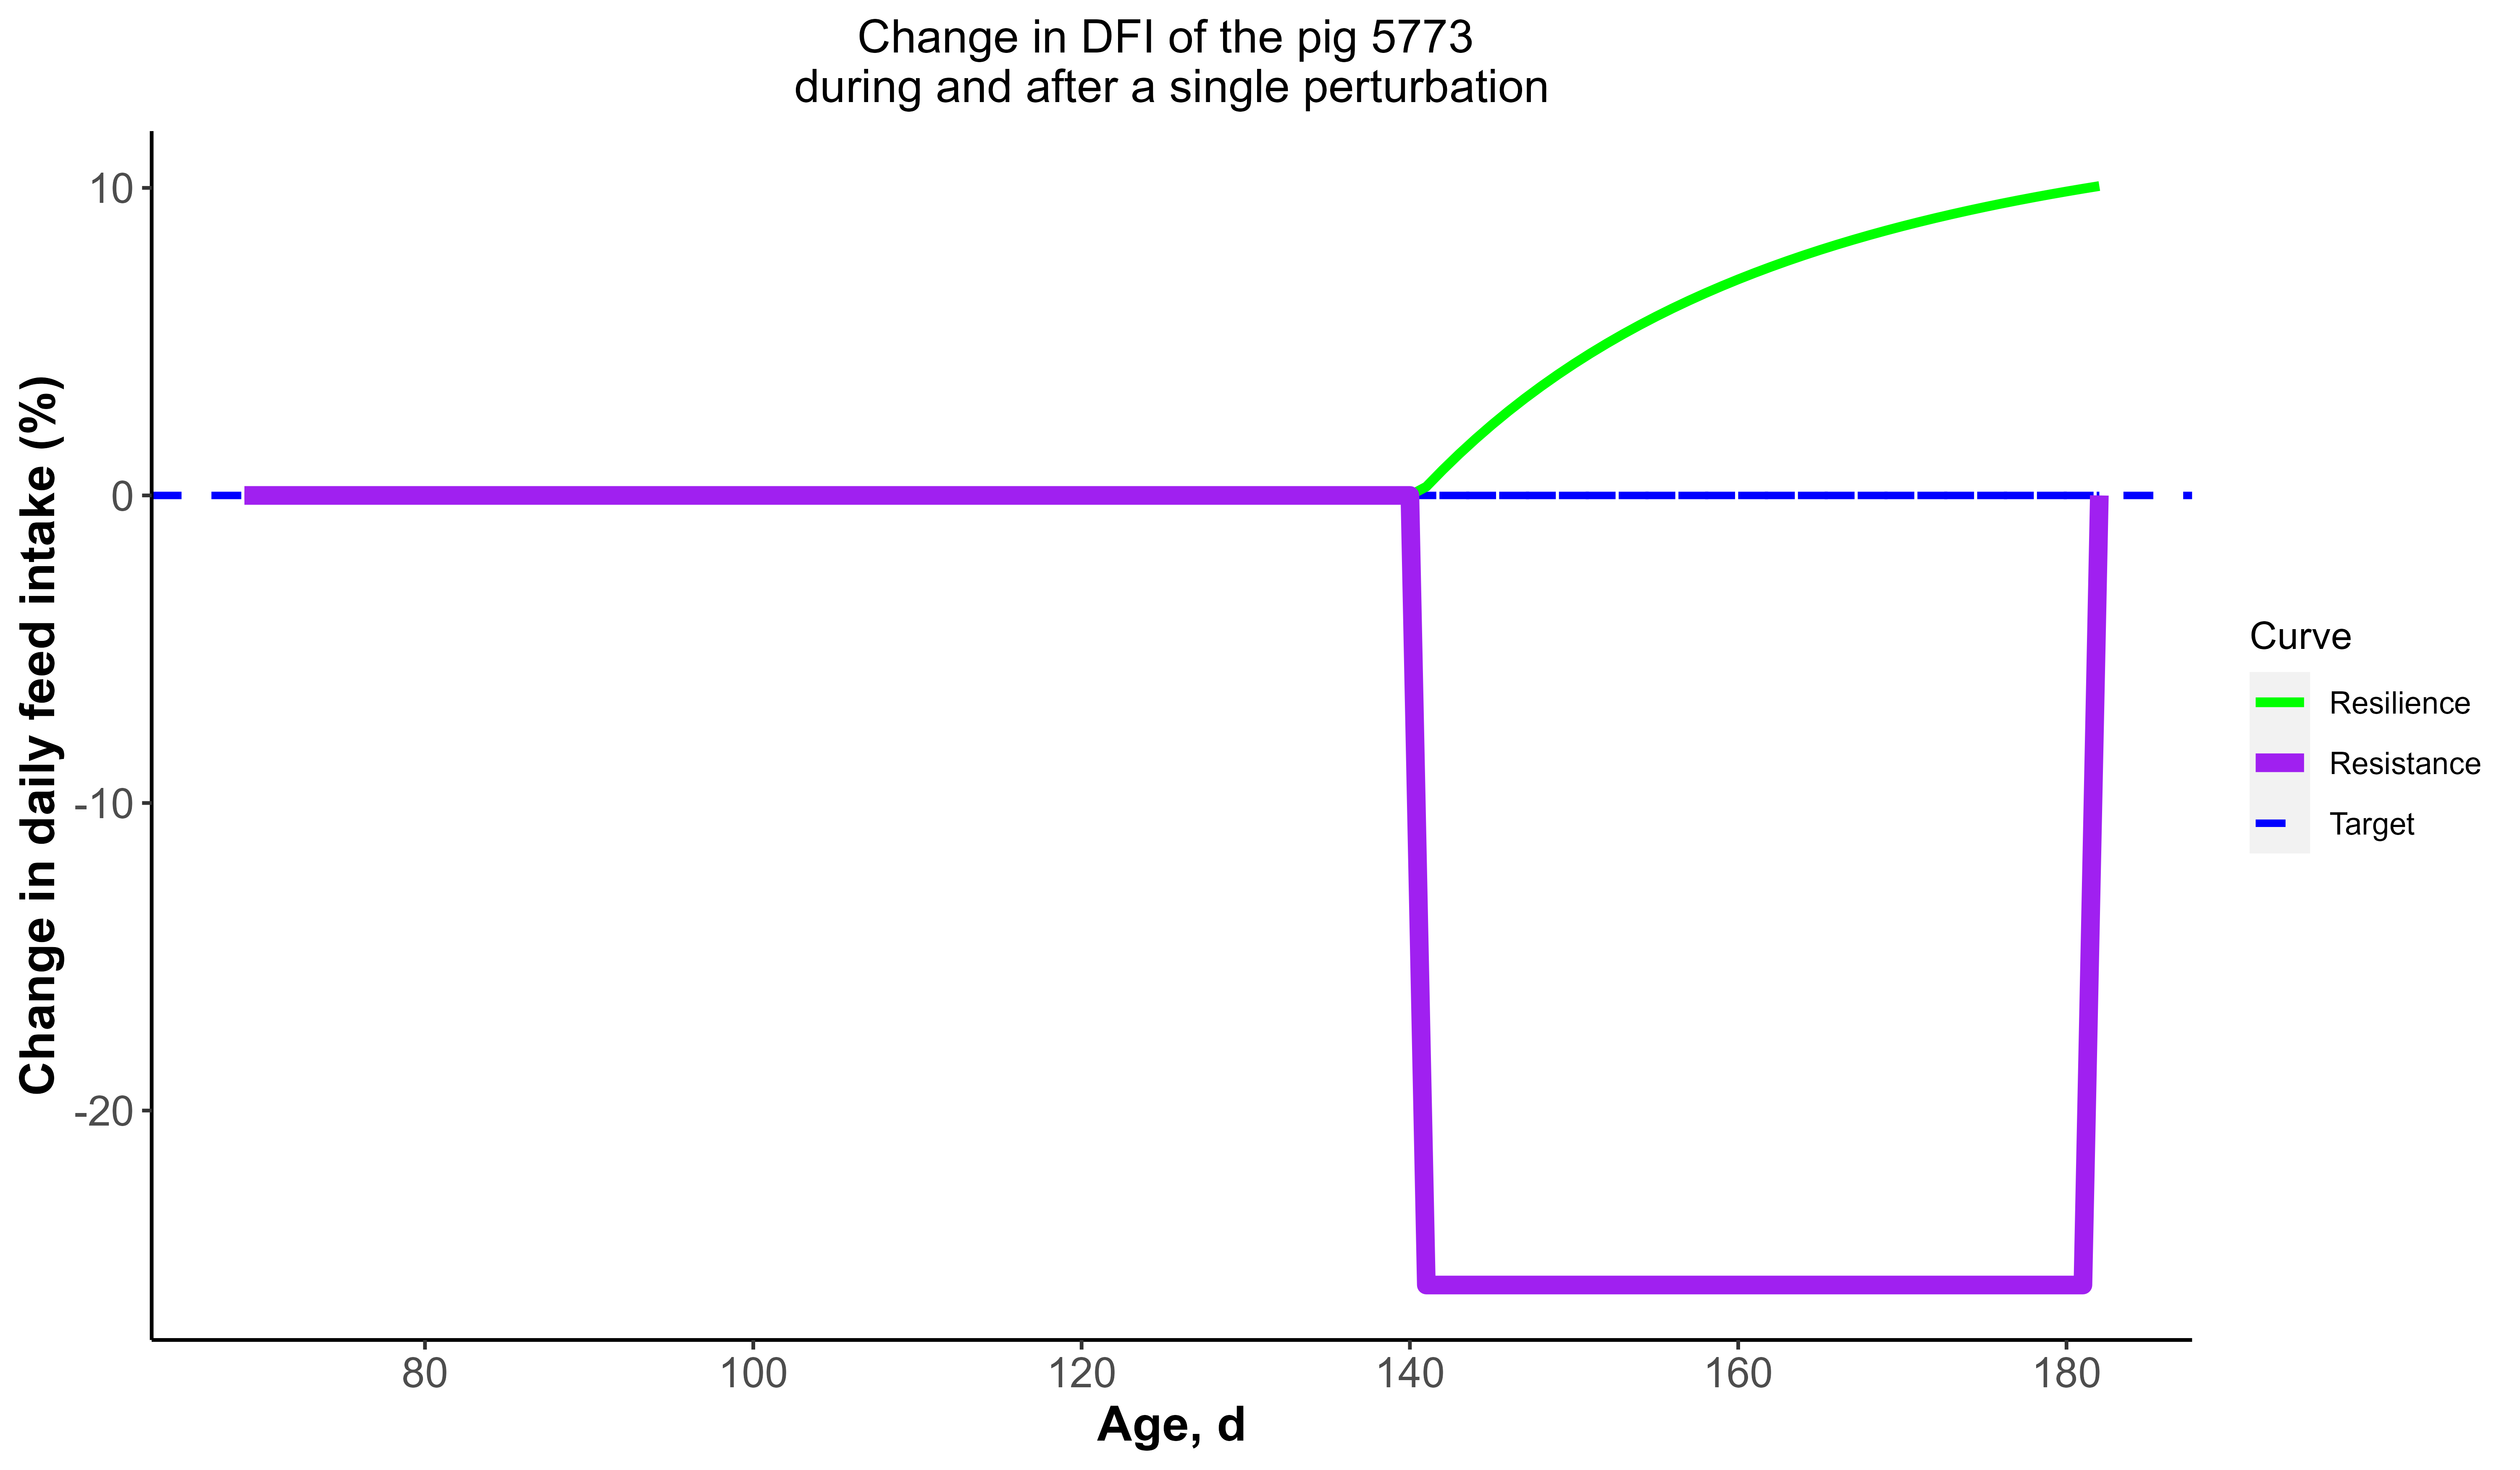 Change in DFI of the pig 5773
during and after a single perturbation
Change in daily feed intake (%)
10
0
-10
-20
80
100
120
140
160
180
Age, d
Curve
Resilience
Resistance
Target